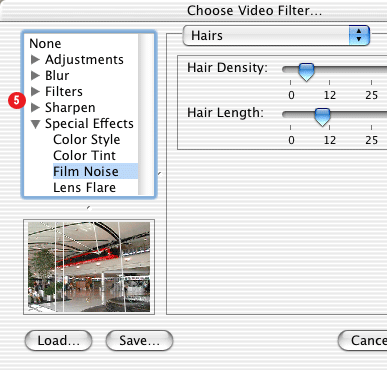 Choose Video Filter...
None
Adjustments
Blur
Filters
5
Sharpen
Special Effects
Color Style
Color Tint
Film Noise
Lens Flare
Hairs
Hair Density:
0 12 25
Hair Length:
0 12 25
Load... Save... Cance